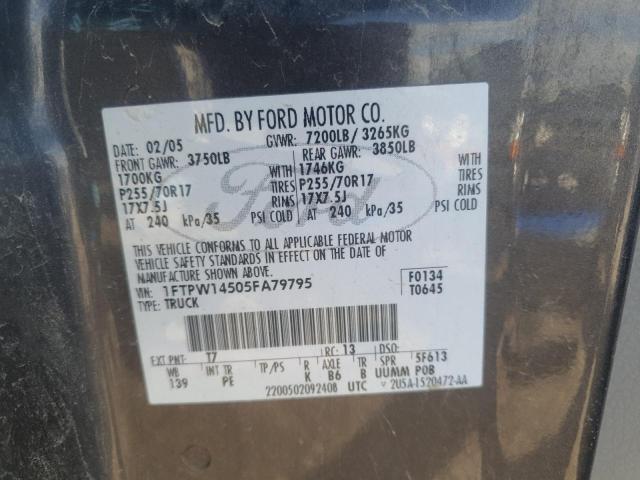 MFD. BY FORD MOTOR CO.
DATE: 02/05 GVWR: 7200LB/ 3265KG
FRONT GAWR: 3750LB REAR GAWR: 3850LB
1700KG WITH 1746KG WITH
P255/70R17 TIRES P255/70R17 TIRES
17X7.5J RIMS 17X7.5J RIMS
AT 240 kPa/35 PSI COLD AT 240 kPa/35 PSI COLD
Ford
THIS VEHICLE CONFORMS TO ALL APPLICABLE FEDERAL MOTOR
VEHICLE SAFETY STANDARDS IN EFFECT ON THE DATE OF
MANUFACTURE SHOWN ABOVE.
VIN: 1FTPW14505FA79795 F0134
TYPE: TRUCK T0645
EXT PNT: T7 RC: 13 DSO:
WB INT TR TP/PS R AXLE TR SPR 5F613
139 PE K B6 B UUMM POB
2200502092408 UTC 2U5A-1520472-AA